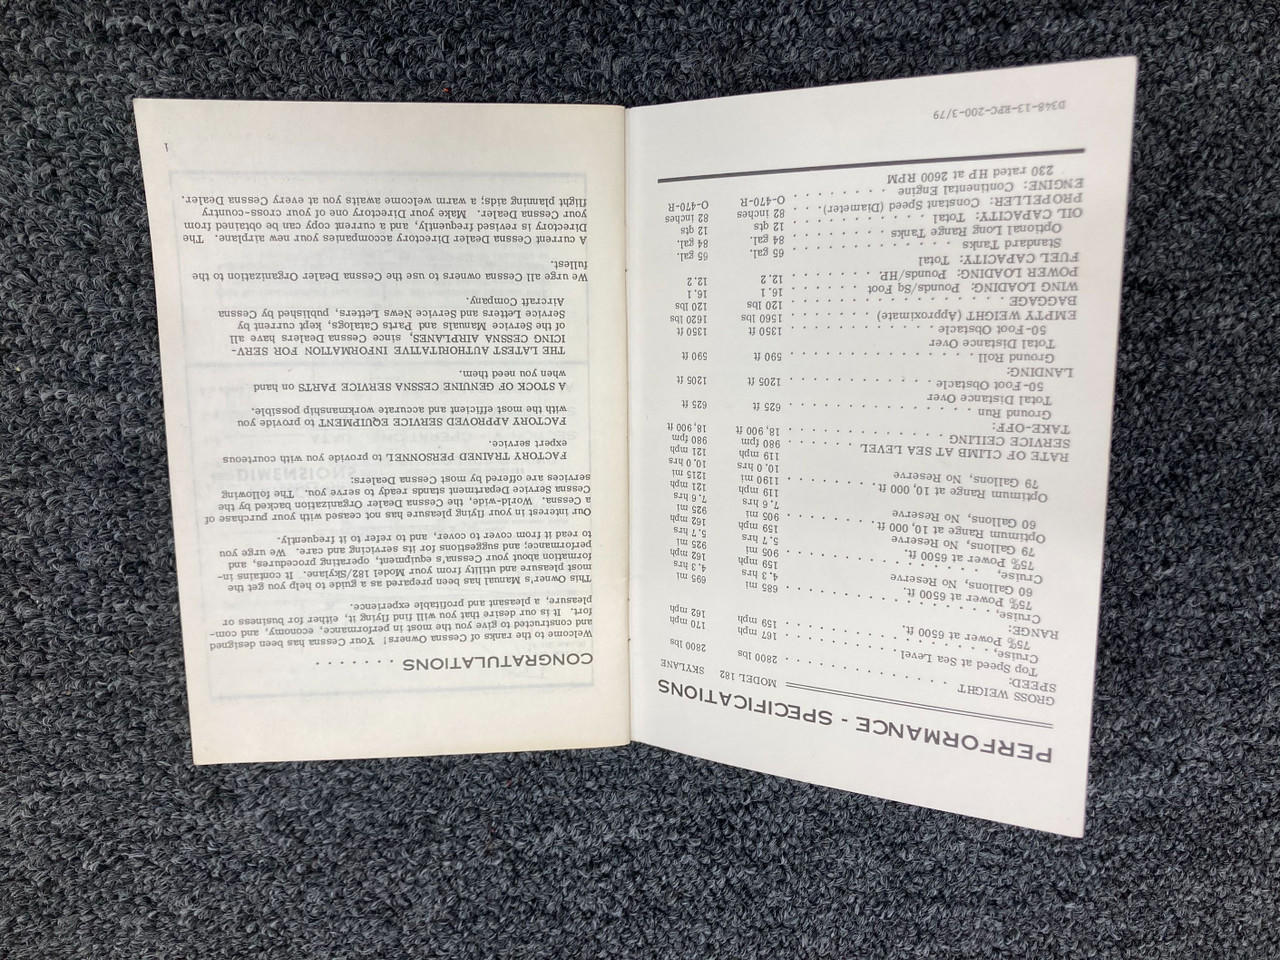 PERFORMANCE - SPECIFICATIONS
MODEL 182 SKYLANE
GROSS WEIGHT . . . . . . . . . . . . . 2800 lbs 2800 lbs
SPEED:
Top Speed at Sea Level . . . . . . . . . 167 mph 170 mph
Cruise, 75% Power at 6500 ft. . . . . . . 159 mph 162 mph
RANGE:
Cruise, 75% Power at 6500 ft. . . . . . . 685 mi 695 mi
60 Gallons, No Reserve 4.3 hrs 4.3 hrs
159 mph 162 mph
Cruise, 75% Power at 6500 ft. . . . . . . 905 mi 925 mi
79 Gallons, No Reserve 5.7 hrs 5.7 hrs
159 mph 162 mph
Optimum Range at 10,000 ft. . . . . . . . 905 mi 925 mi
60 Gallons, No Reserve 7.6 hrs 7.6 hrs
119 mph 121 mph
Optimum Range at 10,000 ft. . . . . . . . 1190 mi 1215 mi
79 Gallons, No Reserve 10.0 hrs 10.0 hrs
119 mph 121 mph
RATE OF CLIMB AT SEA LEVEL 980 fpm 980 fpm
SERVICE CEILING . . . . . . . . . . . . 18,900 ft 18,900 ft
TAKE-OFF:
Ground Run . . . . . . . . . . . . . . 625 ft 625 ft
Total Distance Over
50-Foot Obstacle . . . . . . . . . . . 1205 ft 1205 ft
LANDING:
Ground Roll . . . . . . . . . . . . . . 590 ft 590 ft
Total Distance Over
50-Foot Obstacle . . . . . . . . . . . 1350 ft 1350 ft
EMPTY WEIGHT (Approximate) . . . . . . . 1560 lbs 1620 lbs
BAGGAGE . . . . . . . . . . . . . . . 120 lbs 120 lbs
WING LOADING: Pounds/Sq Foot . . . . . . 16.1 16.1
POWER LOADING: Pounds/HP. . . . . . . . 12.2 12.2
FUEL CAPACITY: Total
Standard Tanks . . . . . . . . . . . . 65 gal. 65 gal.
Optional Long Range Tanks . . . . . . . 84 gal. 84 gal.
OIL CAPACITY: Total . . . . . . . . . . 12 qts 12 qts
PROPELLER: Constant Speed (Diameter). . . 82 inches 82 inches
ENGINE: Continental Engine . . . . . . . O-470-R O-470-R
230 rated HP at 2600 RPM
D348-13-RPC-200-3/79
CONGRATULATIONS . . . . . .
Welcome to the ranks of Cessna Owners! Your Cessna has been designed
and constructed to give you the most in performance, economy, and com-
fort. It is our desire that you will find flying it, either for business or
pleasure, a pleasant and profitable experience.
This Owner's Manual has been prepared as a guide to help you get the
most pleasure and utility from your Model 182/Skylane. It contains in-
formation about your Cessna's equipment, operating procedures, and
performance; and suggestions for its servicing and care. We urge you
to read it from cover to cover, and to refer to it frequently.
Our interest in your flying pleasure has not ceased with your purchase of
a Cessna. World-wide, the Cessna Dealer Organization backed by the
Cessna Service Department stands ready to serve you. The following
services are offered by most Cessna Dealers:
FACTORY TRAINED PERSONNEL to provide you with courteous
expert service.
FACTORY APPROVED SERVICE EQUIPMENT to provide you
with the most efficient and accurate workmanship possible.
A STOCK OF GENUINE CESSNA SERVICE PARTS on hand
when you need them.
THE LATEST AUTHORITATIVE INFORMATION FOR SERV-
ICING CESSNA AIRPLANES, since Cessna Dealers have all
of the Service Manuals and Parts Catalogs, kept current by
Service Letters and Service News Letters, published by Cessna
Aircraft Company.
We urge all Cessna owners to use the Cessna Dealer Organization to the
fullest.
A current Cessna Dealer Directory accompanies your new airplane. The
Directory is revised frequently, and a current copy can be obtained from
your Cessna Dealer. Make your Directory one of your cross-country
flight planning aids; a warm welcome awaits you at every Cessna Dealer.
1